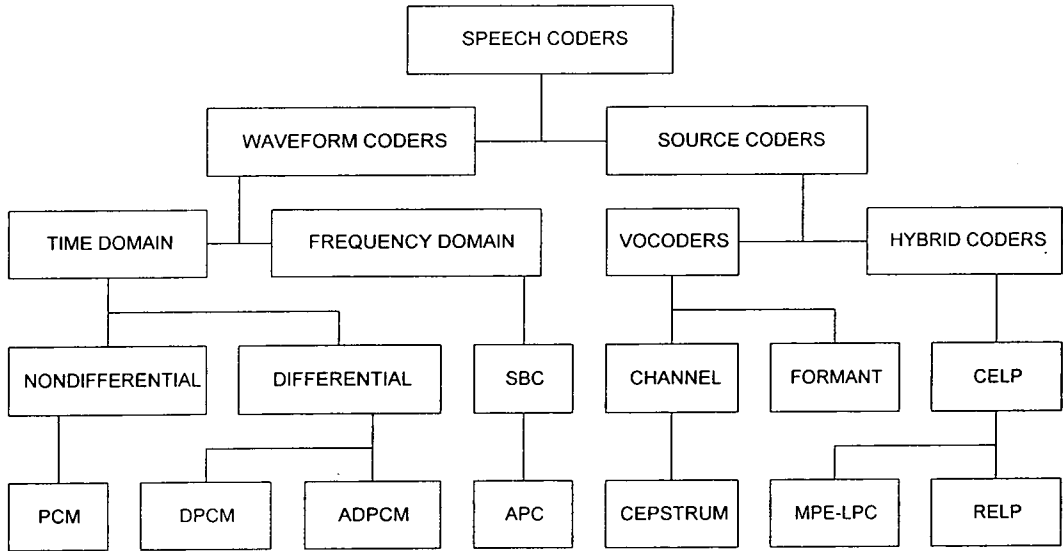 SPEECH CODERS
WAVEFORM CODERS
SOURCE CODERS
TIME DOMAIN
FREQUENCY DOMAIN
VOCODERS
HYBRID CODERS
NONDIFFERENTIAL
DIFFERENTIAL
SBC
CHANNEL
FORMANT
CELP
PCM
DPCM
ADPCM
APC
CEPSTRUM
MPE-LPC
RELP